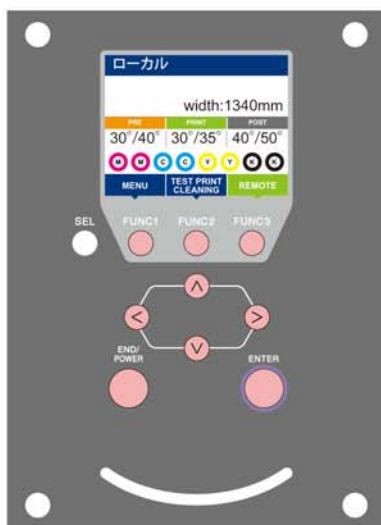 ローカル
width:1340mm
PRE PRINT POST
30°/40° 30°/35° 40°/50°
M M C C Y Y K K
MENU TEST PRINT CLEANING REMOTE
SEL FUNC1 FUNC2 FUNC3
END/
POWER
ENTER